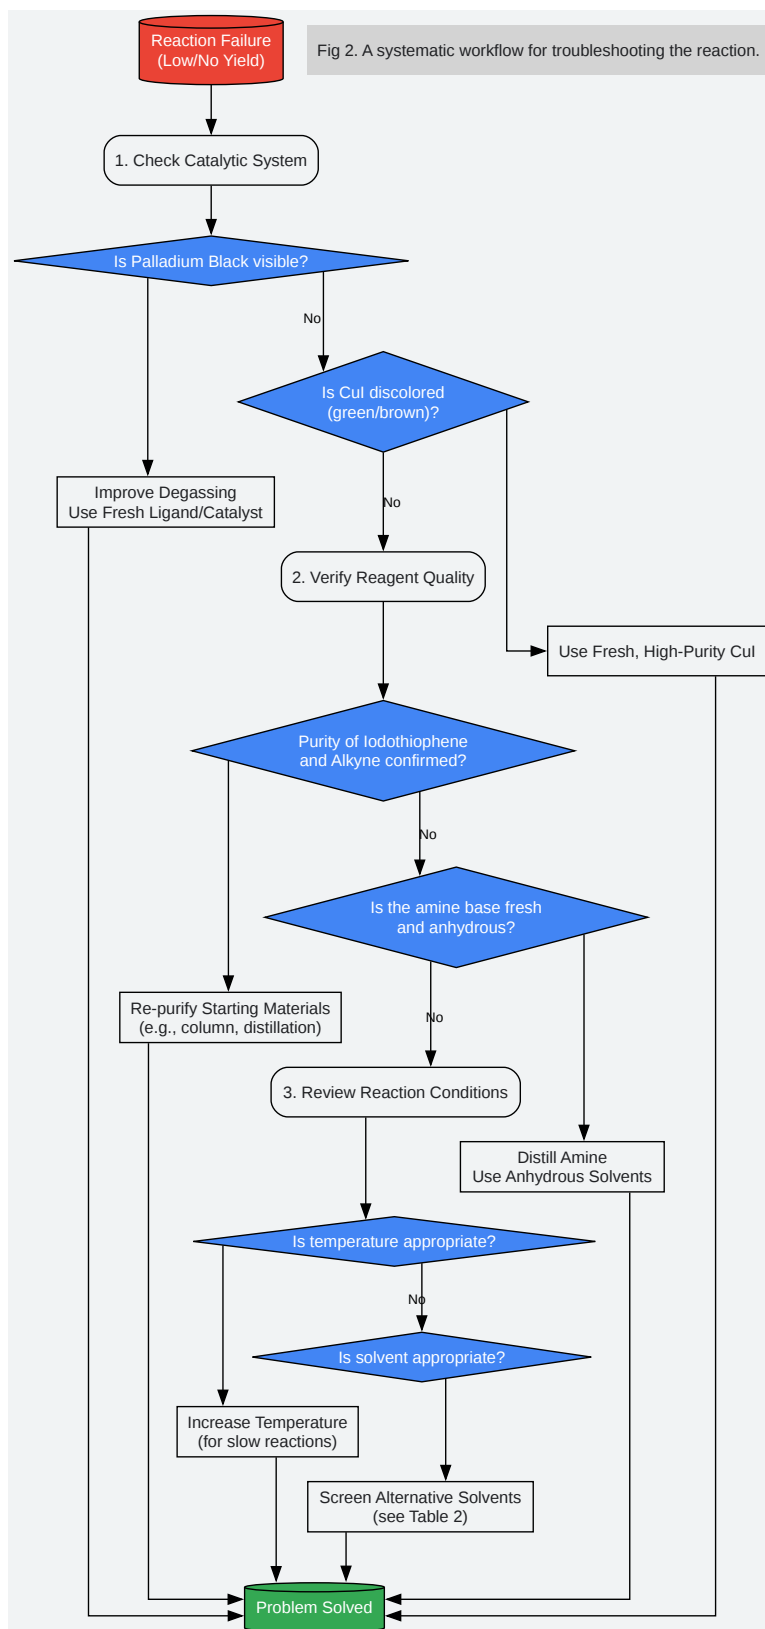 Reaction Failure
(Low/No Yield)
Fig 2. A systematic workflow for troubleshooting the reaction.
1. Check Catalytic System
Is Palladium Black visible?
No
Is CuI discolored
(green/brown)?
No
Improve Degassing
Use Fresh Ligand/Catalyst
2. Verify Reagent Quality
Use Fresh, High-Purity CuI
Purity of Iodothiophene
and Alkyne confirmed?
No
Is the amine base fresh
and anhydrous?
Re-purify Starting Materials
(e.g., column, distillation)
No
3. Review Reaction Conditions
Distill Amine
Use Anhydrous Solvents
Is temperature appropriate?
No
Is solvent appropriate?
Increase Temperature
(for slow reactions)
Screen Alternative Solvents
(see Table 2)
Problem Solved